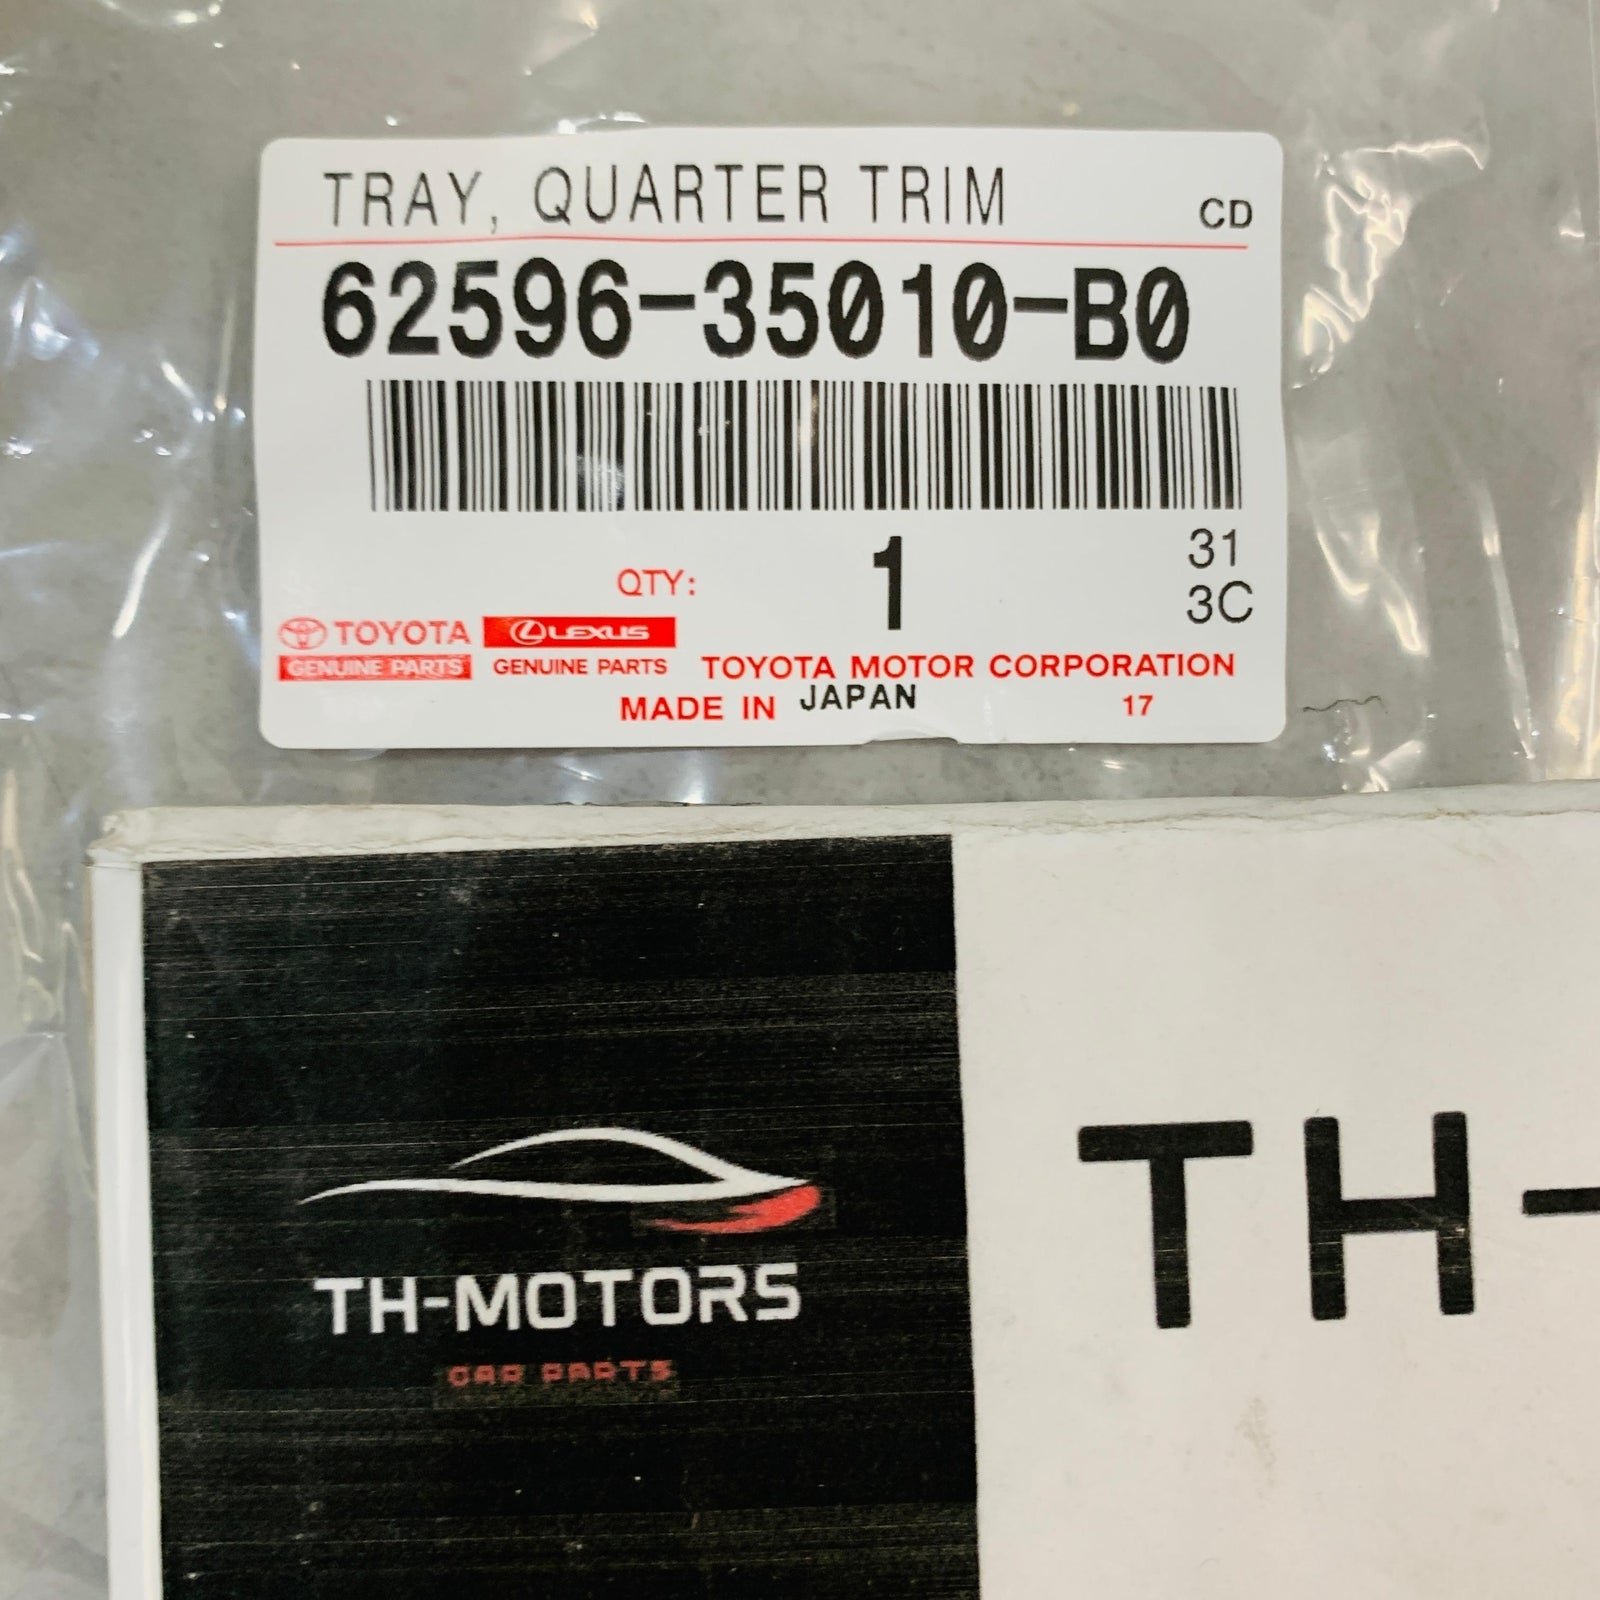 TRAY, QUARTER TRIM CD
62596-35010-B0
31
QTY: 1 3C
TOYOTA LEXUS
GENUINE PARTS GENUINE PARTS TOYOTA MOTOR CORPORATION
MADE IN JAPAN 17
TH-MOTORS
CAR PARTS
TH-